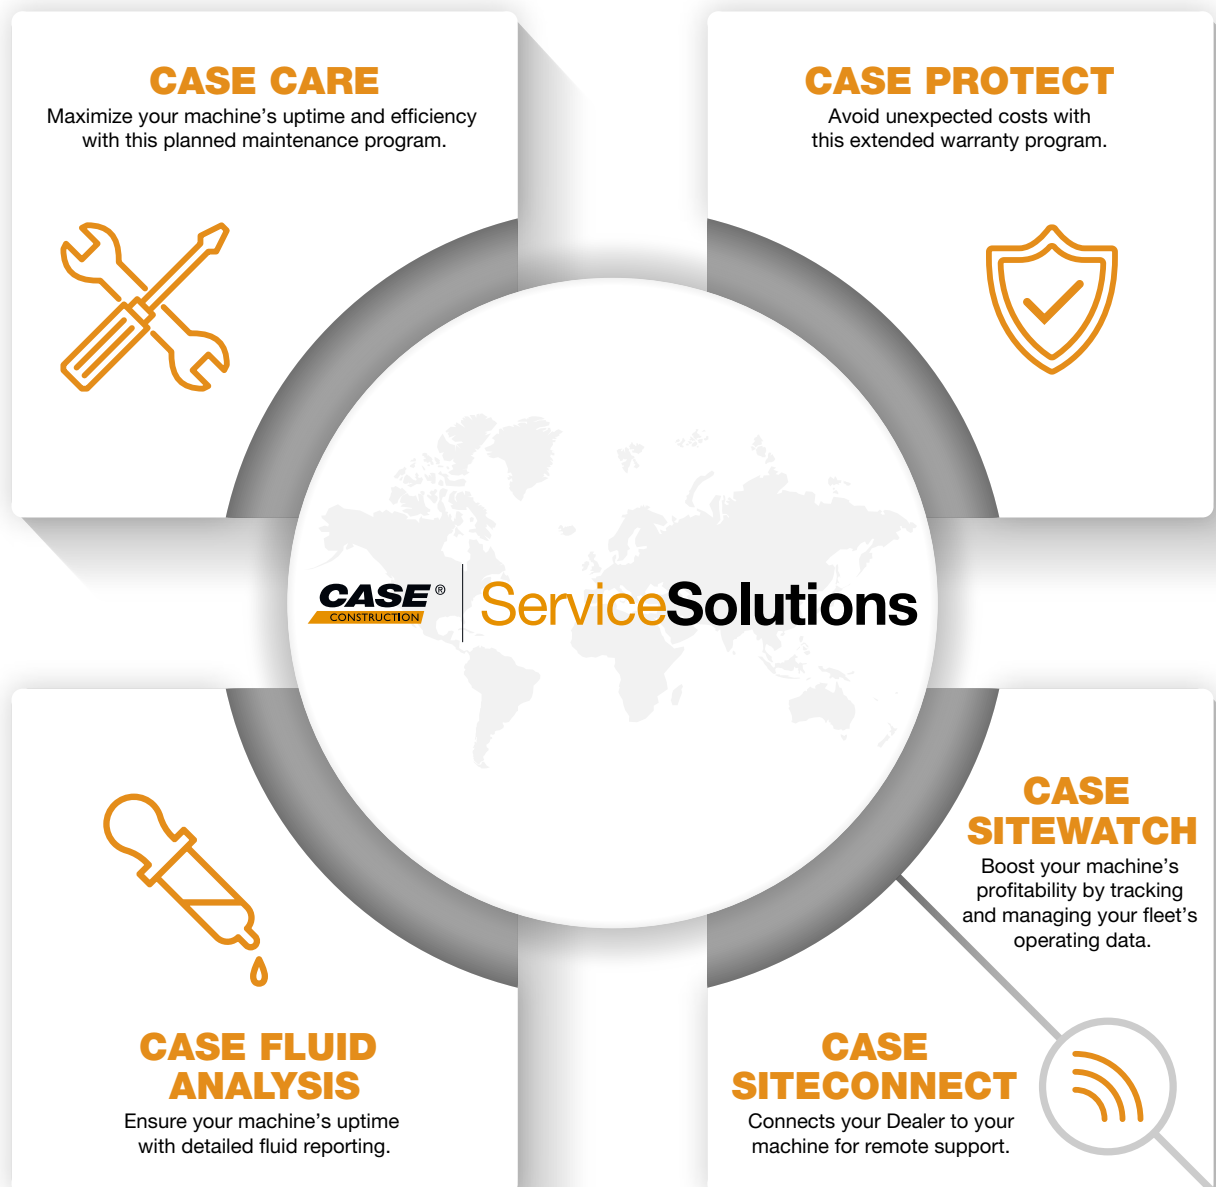 CASE CARE
Maximize your machine's uptime and efficiency
with this planned maintenance program.
CASE PROTECT
Avoid unexpected costs with
this extended warranty program.
CASE ®
CONSTRUCTION
ServiceSolutions
CASE FLUID
ANALYSIS
Ensure your machine's uptime
with detailed fluid reporting.
CASE
SITEWATCH
Boost your machine's
profitability by tracking
and managing your fleet's
operating data.
CASE
SITECONNECT
Connects your Dealer to your
machine for remote support.